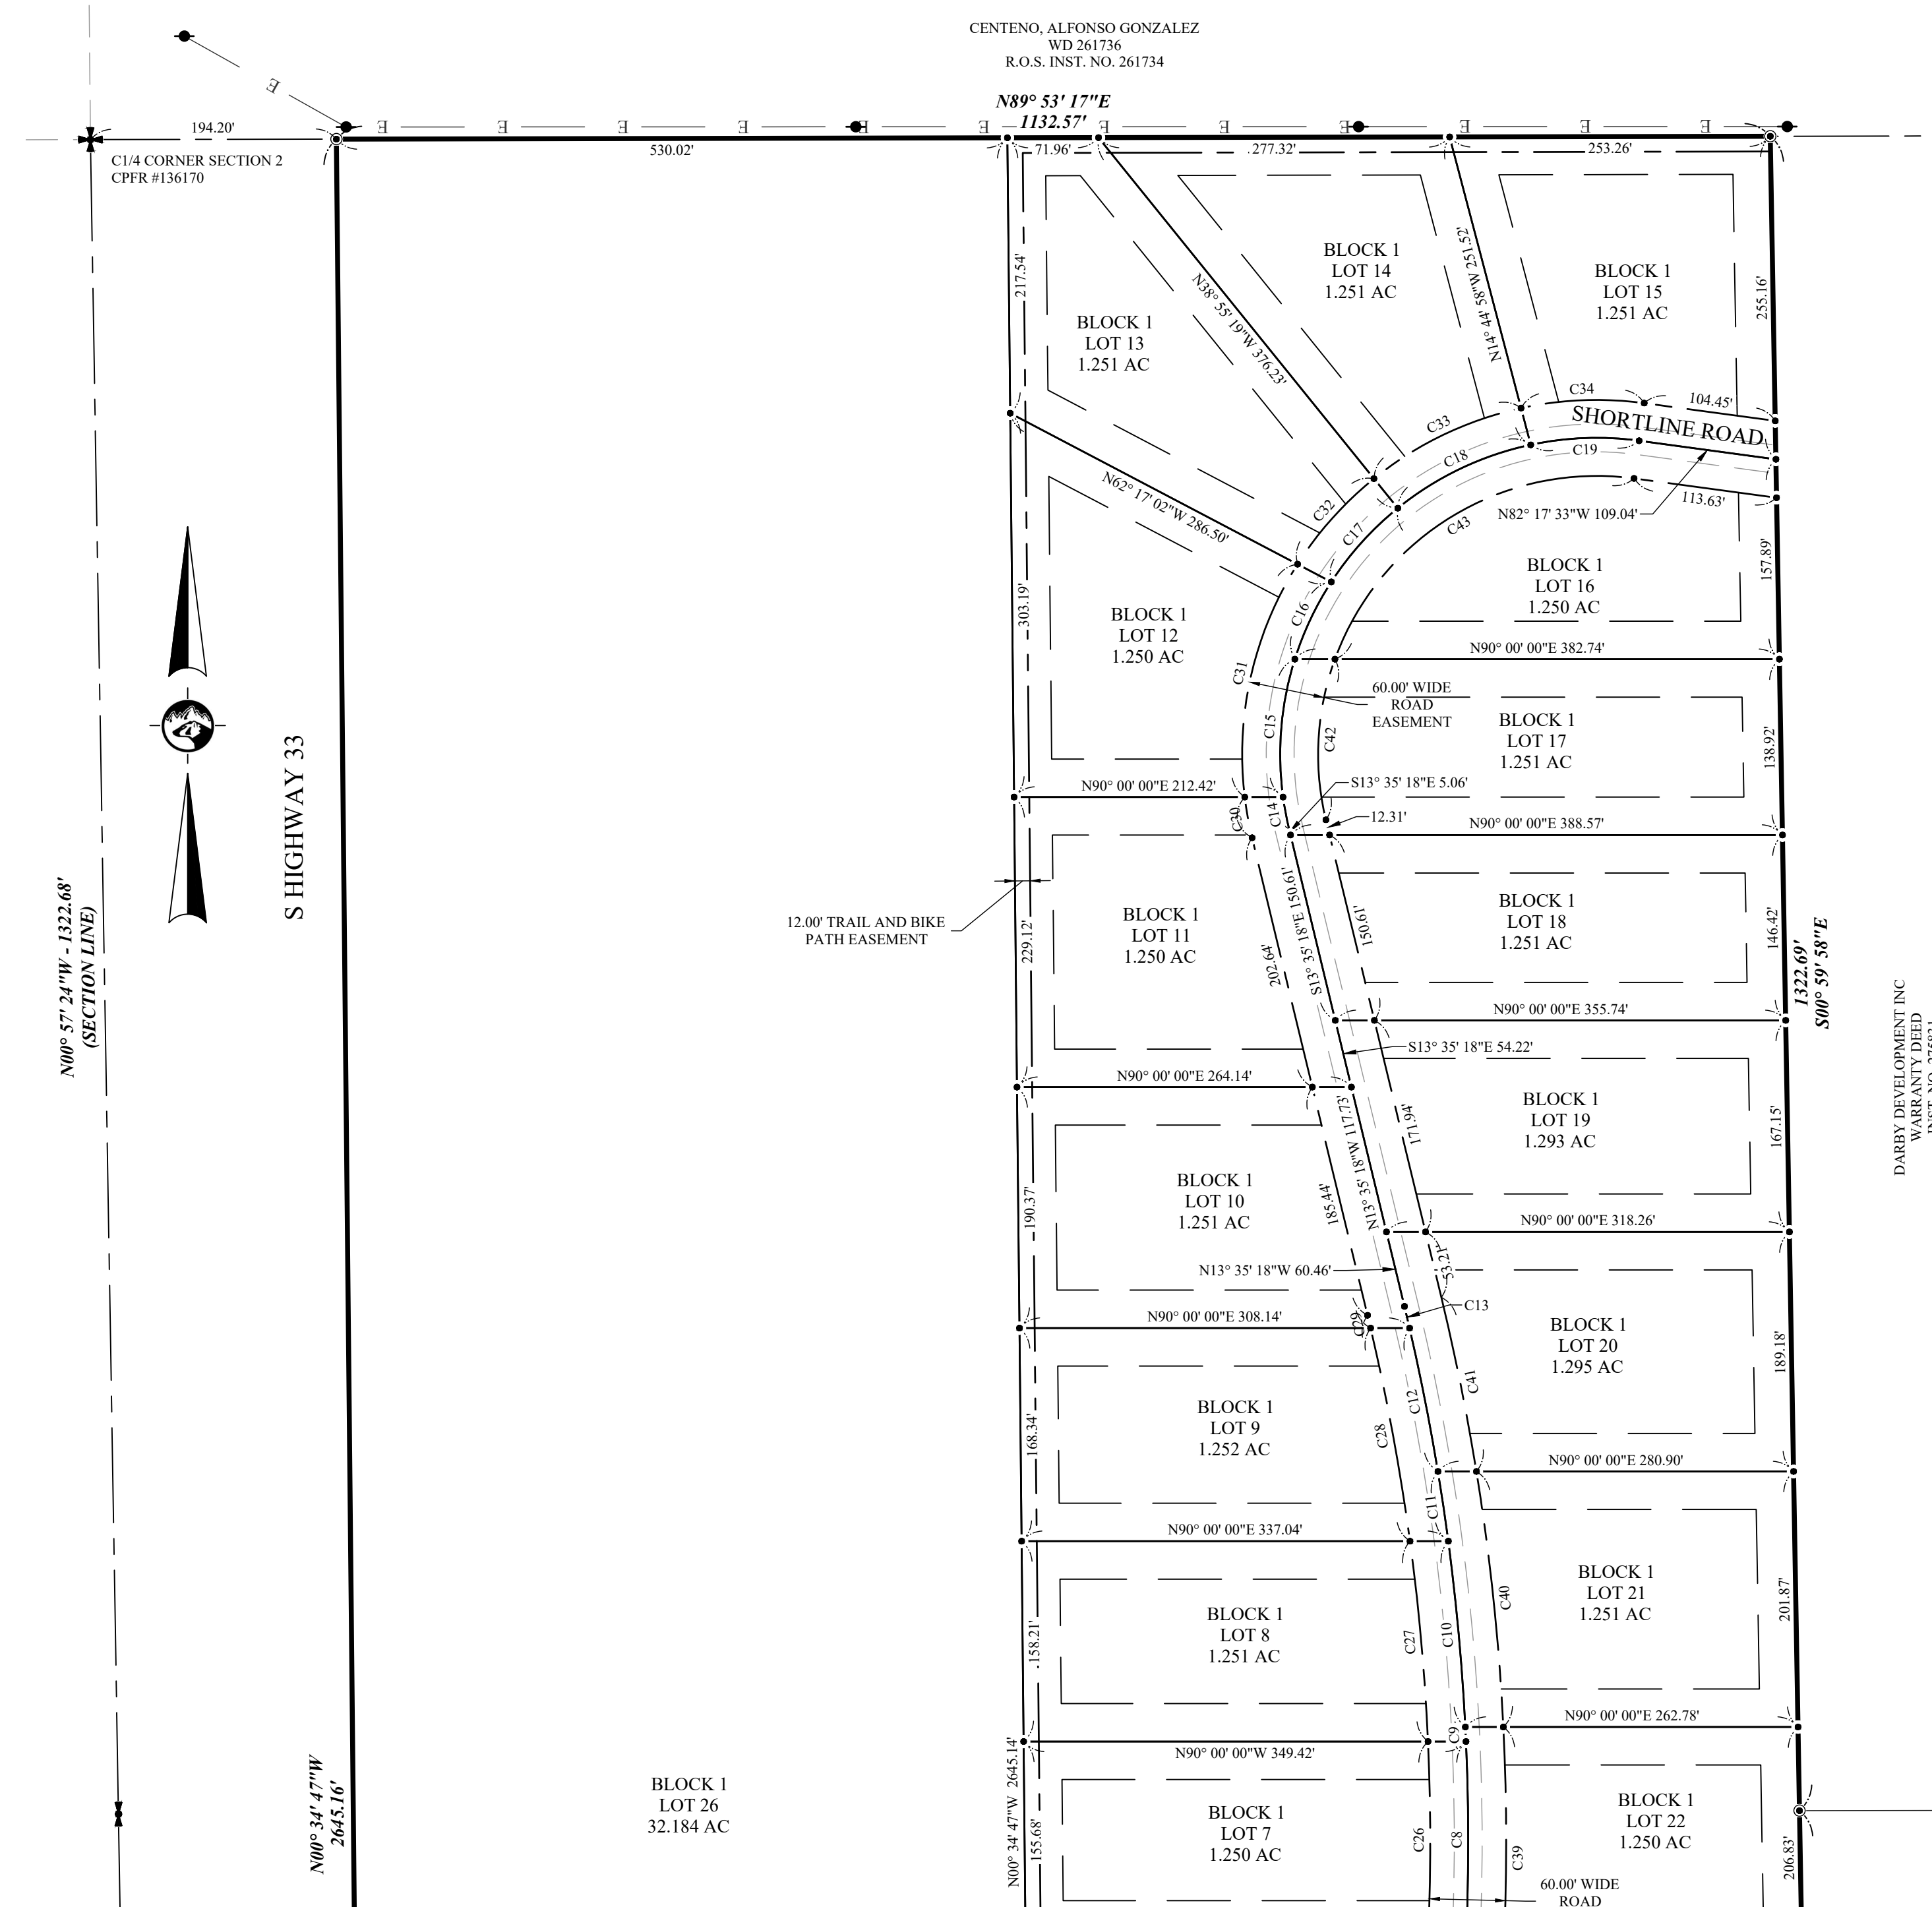 CENTENO, ALFONSO GONZALEZ
WD 261736
R.O.S. INST. NO. 261734
N89° 53' 17"E
1132.57'
194.20'
C1/4 CORNER SECTION 2
CPFR #136170
E
E
E
E
E
E
E
E
E
E
E
E
E
530.02'
71.96'
277.32'
253.26'
217.54'
BLOCK 1
LOT 13
1.251 AC
N38° 55' 19"W 376.23'
BLOCK 1
LOT 14
1.251 AC
N14° 44' 58"W 251.52'
BLOCK 1
LOT 15
1.251 AC
255.16'
C34
104.45'
SHORTLINE ROAD
C33
C18
C19
C32
C17
C43
113.63'
N82° 17' 33"W 109.04'
N62° 17' 02"W 286.50'
303.19'
BLOCK 1
LOT 12
1.250 AC
C16
C31
C15
BLOCK 1
LOT 16
1.250 AC
157.89'
N90° 00' 00"E 382.74'
60.00' WIDE
ROAD
EASEMENT
C42
BLOCK 1
LOT 17
1.251 AC
138.92'
S HIGHWAY 33
N90° 00' 00"E 212.42'
S13° 35' 18"E 5.06'
12.31'
C30
C14
N90° 00' 00"E 388.57'
12.00' TRAIL AND BIKE
PATH EASEMENT
229.12'
BLOCK 1
LOT 11
1.250 AC
202.64'
S13° 35' 18"E 150.61'
150.61'
BLOCK 1
LOT 18
1.251 AC
146.42'
N00° 57' 24"W - 1322.68'
(SECTION LINE)
1322.69'
S00° 59' 58"E
DARBY DEVELOPMENT INC
WARRANTY DEED
N90° 00' 00"E 355.74'
S13° 35' 18"E 54.22'
N90° 00' 00"E 264.14'
190.37'
BLOCK 1
LOT 10
1.251 AC
185.44'
N13° 35' 18"W 117.73'
171.94'
BLOCK 1
LOT 19
1.293 AC
167.15'
N90° 00' 00"E 318.26'
N13° 35' 18"W 60.46'
53.21'
C13
C29
N90° 00' 00"E 308.14'
168.34'
BLOCK 1
LOT 9
1.252 AC
C28
C12
C41
BLOCK 1
LOT 20
1.295 AC
189.18'
N90° 00' 00"E 280.90'
C11
N90° 00' 00"E 337.04'
158.21'
BLOCK 1
LOT 8
1.251 AC
C27
C10
C40
BLOCK 1
LOT 21
1.251 AC
201.87'
N90° 00' 00"E 262.78'
C9
N90° 00' 00"W 349.42'
N00° 34' 47"W
2645.16'
BLOCK 1
LOT 26
32.184 AC
N00° 34' 47"W 2645.14'
155.68'
BLOCK 1
LOT 7
1.250 AC
C26
C8
C39
BLOCK 1
LOT 22
1.250 AC
206.83'
60.00' WIDE
ROAD